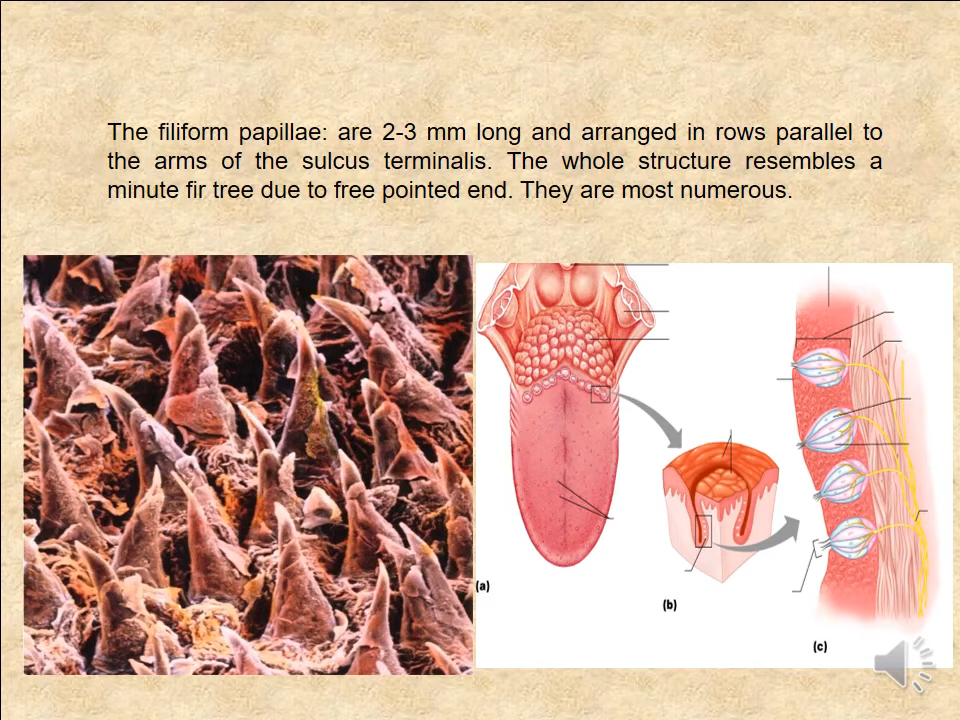 The filiform papillae: are 2-3 mm long and arranged in rows parallel to
the arms of the sulcus terminalis. The whole structure resembles a
minute fir tree due to free pointed end. They are most numerous.
(a)
(b)
(c)